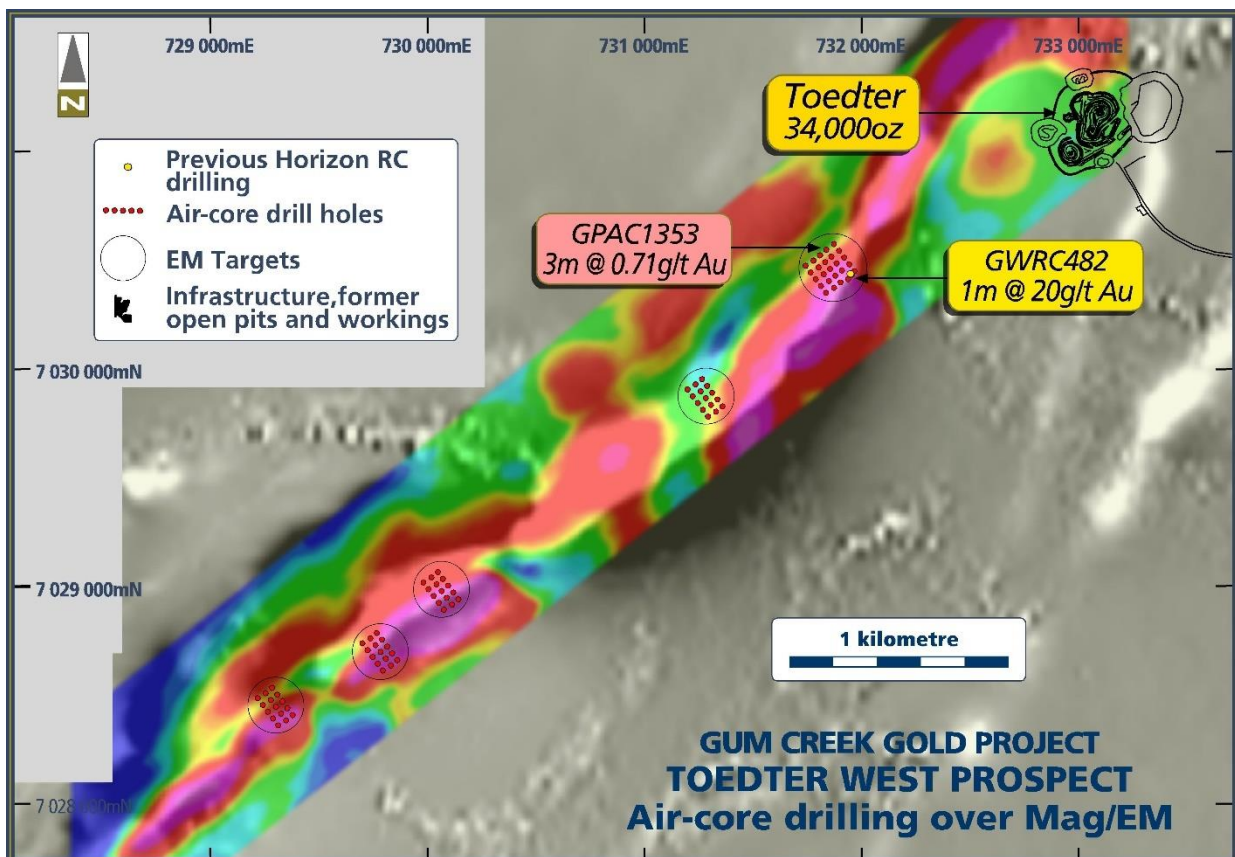 729 000mE
730 000mE
731 000mE
732 000mE
733 000mE
N
Toedter
34,000oz
Previous Horizon RC
drilling
Air-core drill holes
EM Targets
Infrastructure,former
open pits and workings
GPAC1353
3m @ 0.71g/t Au
GWRC482
1m @ 20g/t Au
7 030 000mN
7 029 000mN
1 kilometre
7 028 000mN
GUM CREEK GOLD PROJECT
TOEDTER WEST PROSPECT
Air-core drilling over Mag/EM